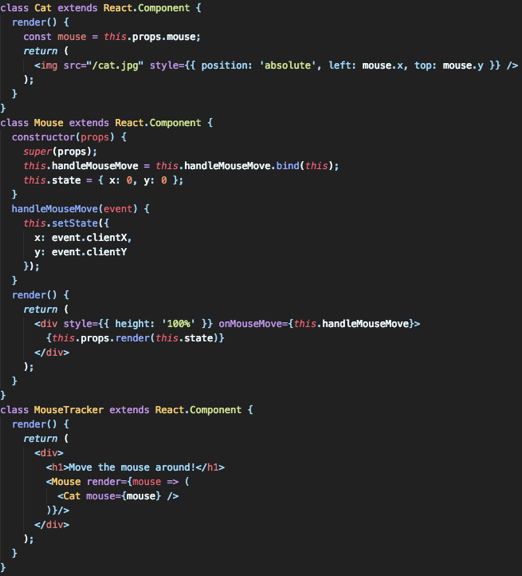 class Cat extends React.Component {
  render() {
    const mouse = this.props.mouse;
    return (
      <img src="/cat.jpg" style={{ position: 'absolute', left: mouse.x, top: mouse.y }} />
    );
  }
}
class Mouse extends React.Component {
  constructor(props) {
    super(props);
    this.handleMouseMove = this.handleMouseMove.bind(this);
    this.state = { x: 0, y: 0 };
  }
  handleMouseMove(event) {
    this.setState({
      x: event.clientX,
      y: event.clientY
    });
  }
  render() {
    return (
      <div style={{ height: '100%' }} onMouseMove={this.handleMouseMove}>
        {this.props.render(this.state)}
      </div>
    );
  }
}
class MouseTracker extends React.Component {
  render() {
    return (
      <div>
        <h1>Move the mouse around!</h1>
        <Mouse render={mouse => (
          <Cat mouse={mouse} />
        )}/>
      </div>
    );
  }
}